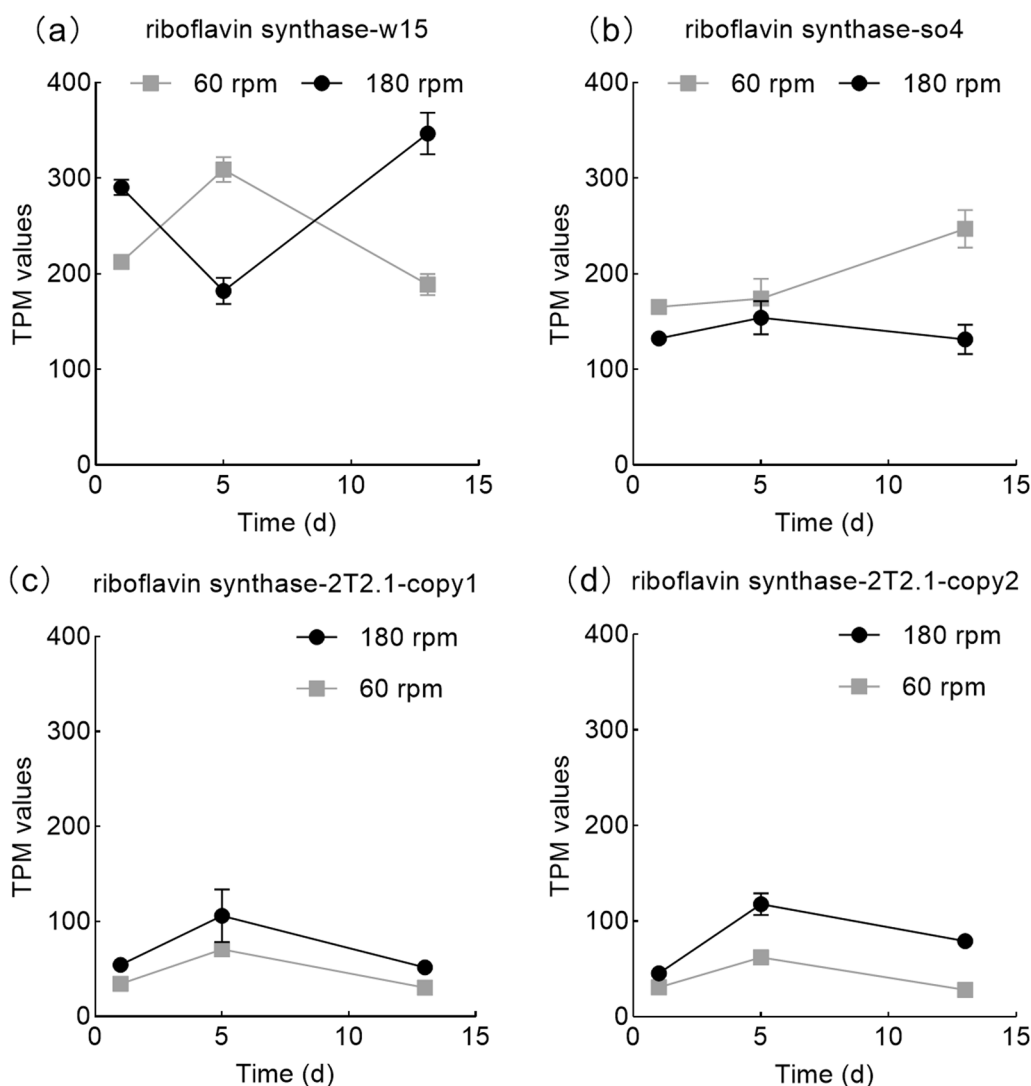 (a) riboflavin synthase-w15
60 rpm 180 rpm
400
300
200
100
0
TPM values
0 5 10 15
Time (d)
(b) riboflavin synthase-so4
60 rpm 180 rpm
400
300
200
100
0
TPM values
0 5 10 15
Time (d)
(c) riboflavin synthase-2T2.1-copy1
180 rpm
60 rpm
400
300
200
100
0
TPM values
0 5 10 15
Time (d)
(d) riboflavin synthase-2T2.1-copy2
180 rpm
60 rpm
400
300
200
100
0
TPM values
0 5 10 15
Time (d)